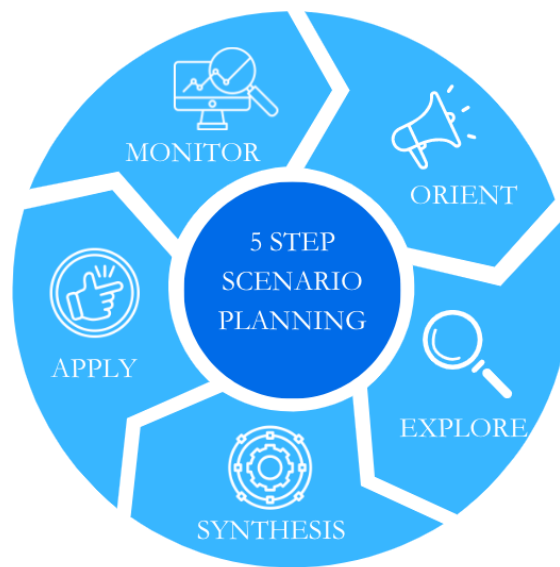 5 STEP
SCENARIO
PLANNING
ORIENT
EXPLORE
SYNTHESIS
APPLY
MONITOR